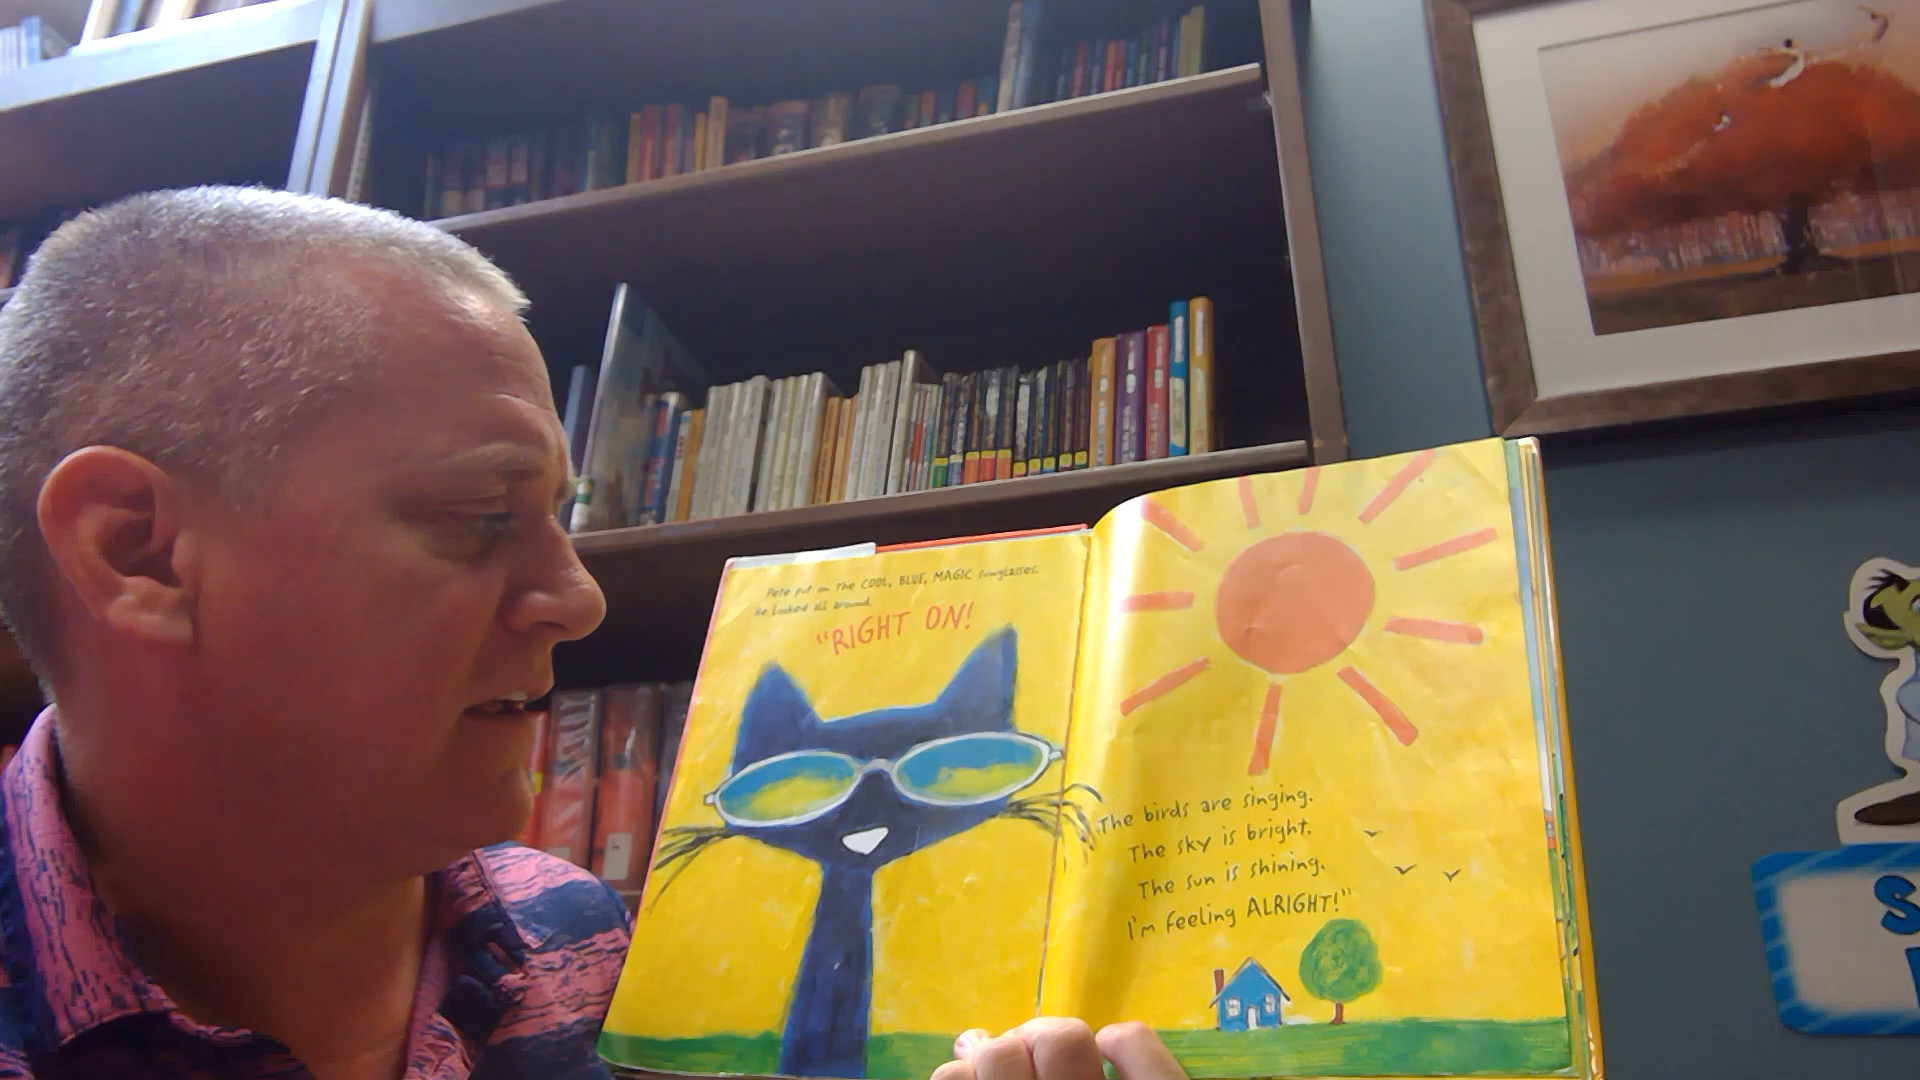 Pete put on the COOL, BLUE, MAGIC sunglasses.
He looked all around.
"RIGHT ON!
The birds are singing.
The sky is bright.
The sun is shining.
I'm feeling ALRIGHT!"